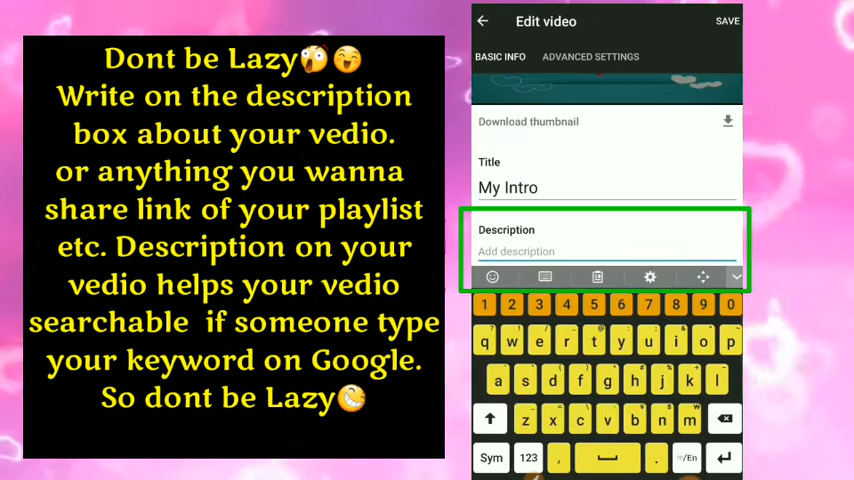 Dont be Lazy😲😄
Write on the description
box about your vedio.
or anything you wanna
share link of your playlist
etc. Description on your
vedio helps your vedio
searchable if someone type
your keyword on Google.
So dont be Lazy😆
Edit video
SAVE
BASIC INFO
ADVANCED SETTINGS
Download thumbnail
Title
My Intro
Description
Add description
1 2 3 4 5 6 7 8 9 0
q w e r t y u i o p
a s d f g h j k l
z x c v b n m
Sym 123 , . =/En